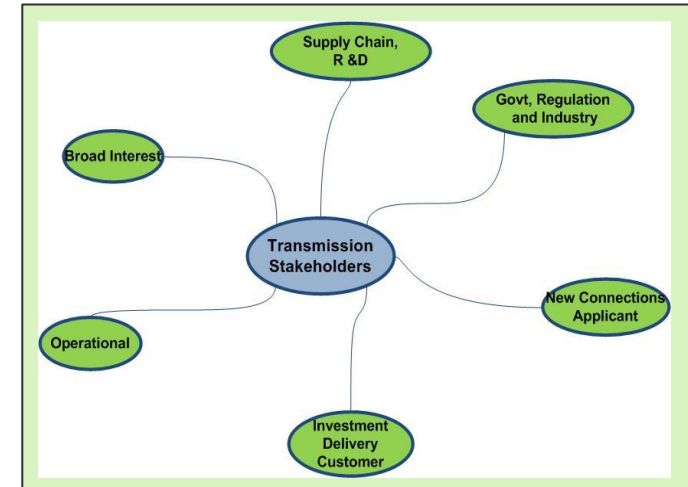 Supply Chain,
R &D
Govt, Regulation
and Industry
Broad Interest
Transmission
Stakeholders
New Connections
Applicant
Operational
Investment
Delivery
Customer